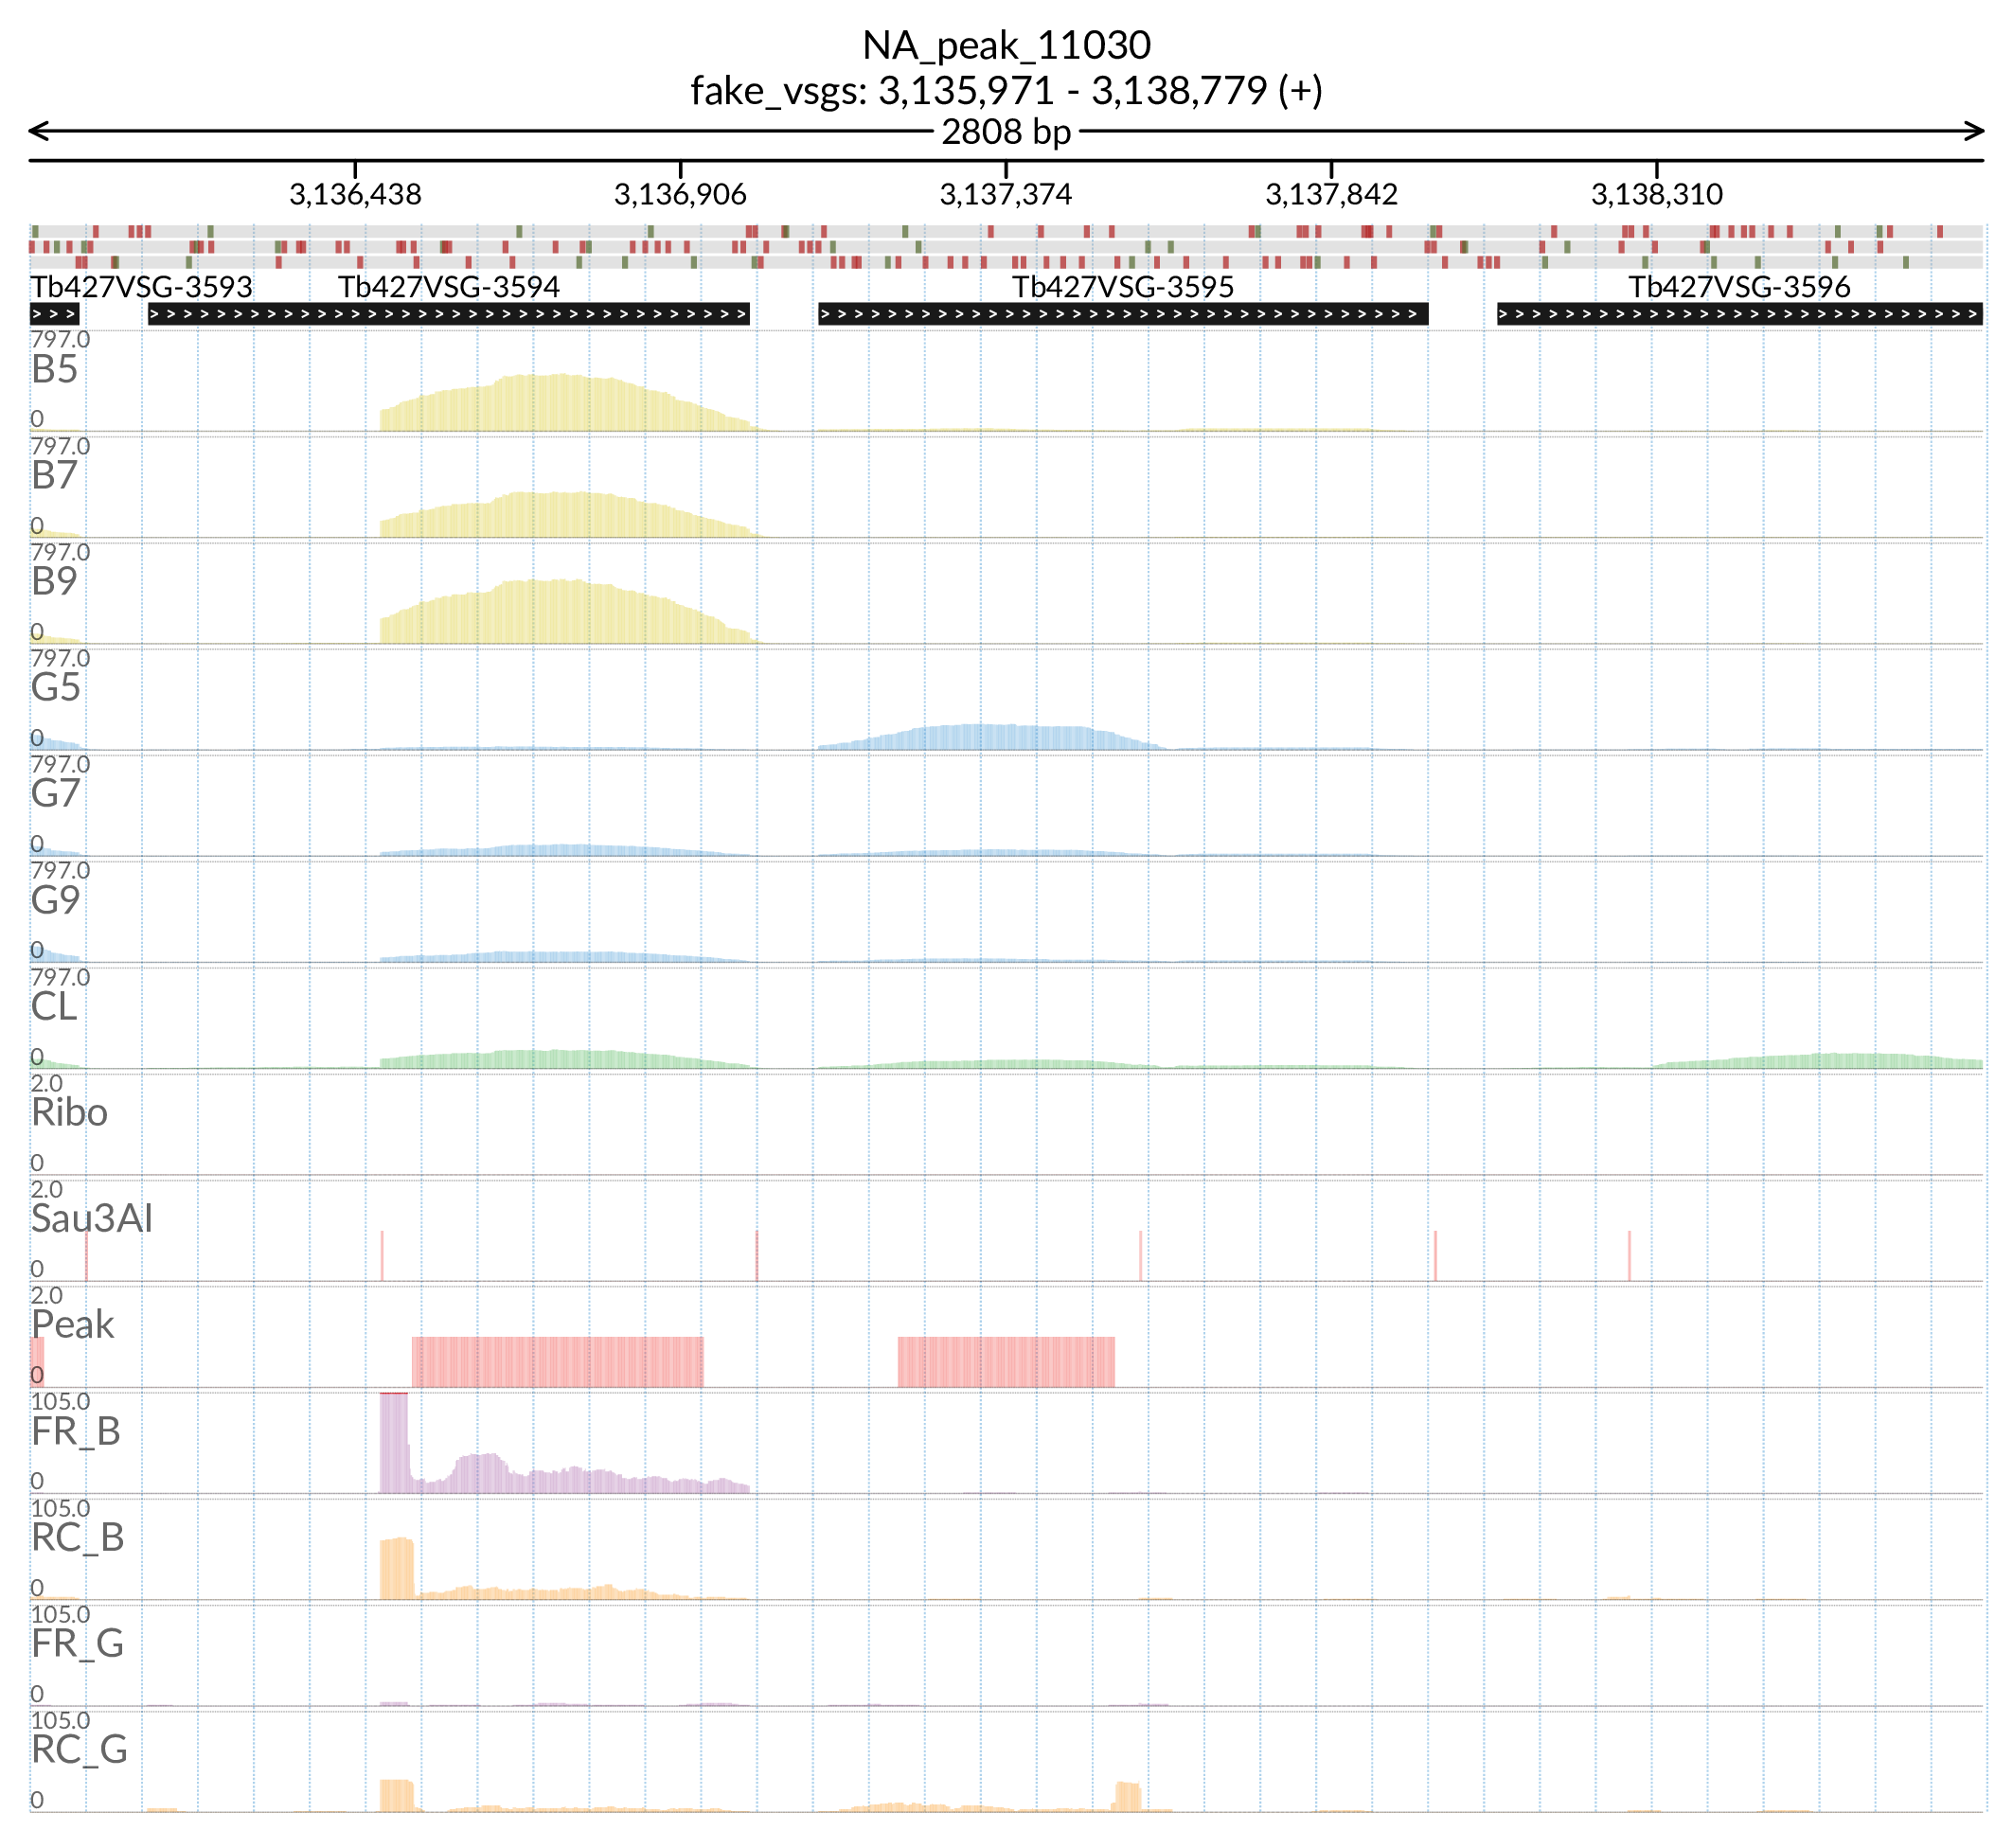 NA_peak_11030
fake_vsgs: 3,135,971 - 3,138,779 (+)
2808 bp
3,136,438 3,136,906 3,137,374 3,137,842 3,138,310
Tb427VSG-3593 Tb427VSG-3594 Tb427VSG-3595 Tb427VSG-3596
797.0
B5
0
797.0
B7
0
797.0
B9
0
797.0
G5
0
797.0
G7
0
797.0
G9
0
797.0
CL
0
2.0
Ribo
0
2.0
Sau3AI
0
2.0
Peak
0
105.0
FR_B
0
105.0
RC_B
0
105.0
FR_G
0
105.0
RC_G
0